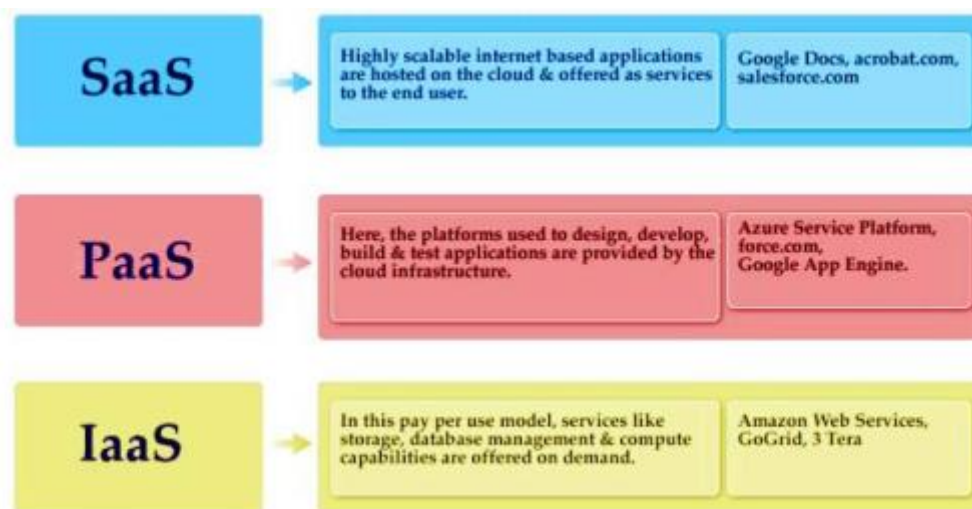 SaaS
Highly scalable internet based applications
are hosted on the cloud & offered as services
to the end user.
Google Docs, acrobat.com,
salesforce.com
PaaS
Here, the platforms used to design, develop,
build & test applications are provided by the
cloud infrastructure.
Azure Service Platform,
force.com,
Google App Engine.
IaaS
In this pay per use model, services like
storage, database management & compute
capabilities are offered on demand.
Amazon Web Services,
GoGrid, 3 Tera